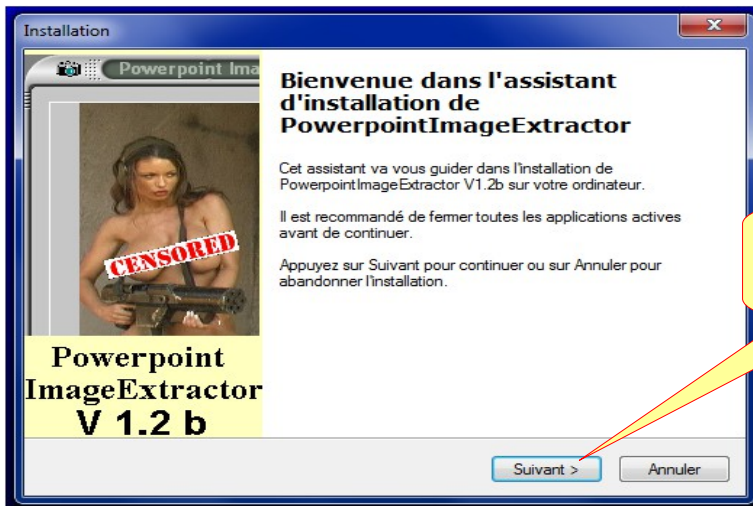 Installation
Powerpoint Ima
CENSORED
Powerpoint
ImageExtractor
V 1.2 b
Bienvenue dans l'assistant
d'installation de
PowerpointImageExtractor
Cet assistant va vous guider dans l'installation de
PowerpointImageExtractor V1.2b sur votre ordinateur.
Il est recommandé de fermer toutes les applications actives
avant de continuer.
Appuyez sur Suivant pour continuer ou sur Annuler pour
abandonner l'installation.
Suivant >
Annuler